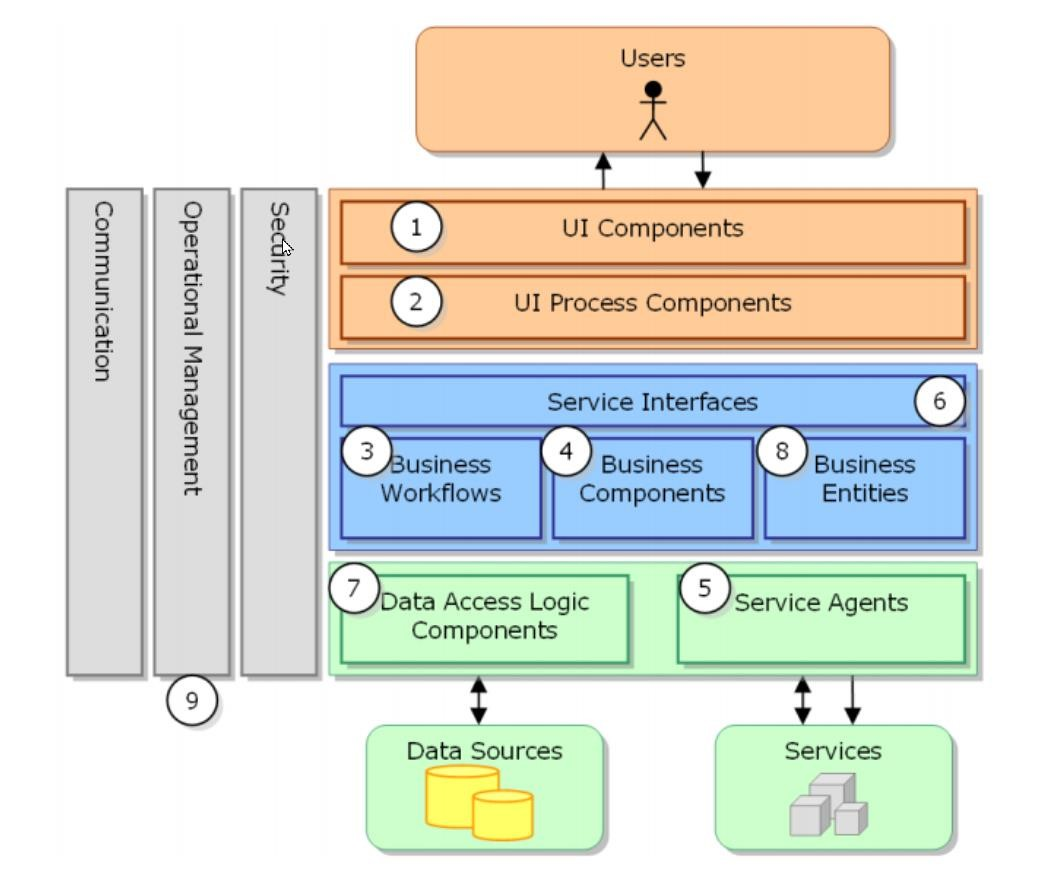 Users
Communication
Operational Management
Security
1
UI Components
2
UI Process Components
Service Interfaces
6
3
Business
Workflows
4
Business
Components
8
Business
Entities
7
Data Access Logic
Components
5
Service Agents
9
Data Sources
Services